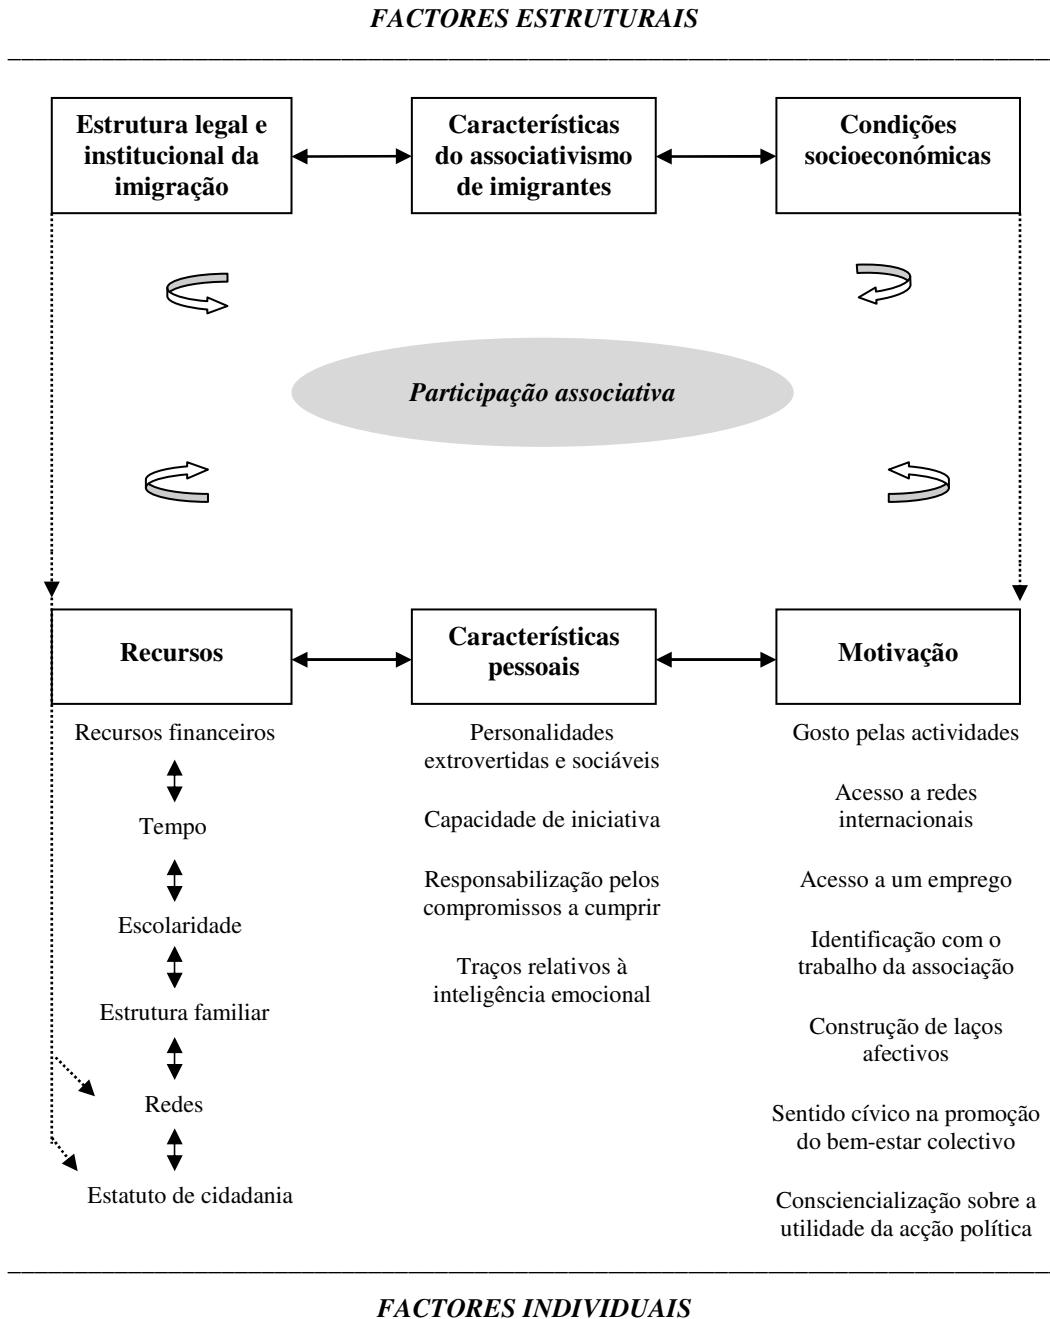 FACTORES ESTRUTURAIS
Estrutura legal e
institucional da
imigração
Característícas
do associativismo
de imigrantes
Condições
socioeconómicas
Participação associativa
Recursos
Característícas
pessoais
Motivação
Recursos financeiros
Tempo
Escolaridade
Estrutura familiar
Redes
Estatuto de cidadania
Personalidades
extrovertidas e sociáveis
Capacidade de iniciativa
Responsabilização pelos
compromissos a cumprir
Traços relativos à
inteligência emocional
Gosto pelas actividades
Acesso a redes
internacionais
Acesso a um emprego
Identificação com o
trabalho da associação
Construção de laços
afectivos
Sentido cívico na promoção
do bem-estar colectivo
Consciencialização sobre a
utilidade da acção política
FACTORES INDIVIDUAIS